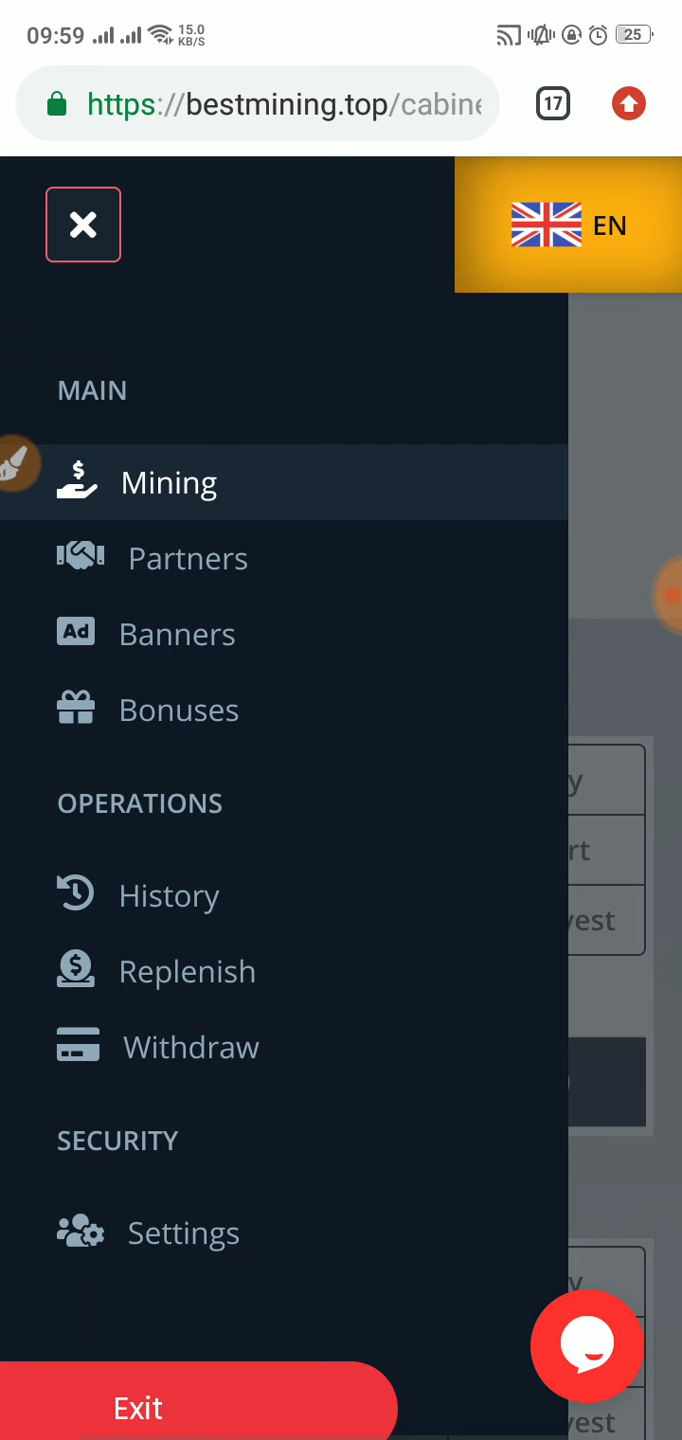 09:59
15.0
KB/S
25
https://bestmining.top/cabine
17
EN
MAIN
Mining
Partners
Ad
Banners
Bonuses
OPERATIONS
History
Replenish
Withdraw
SECURITY
Settings
Exit